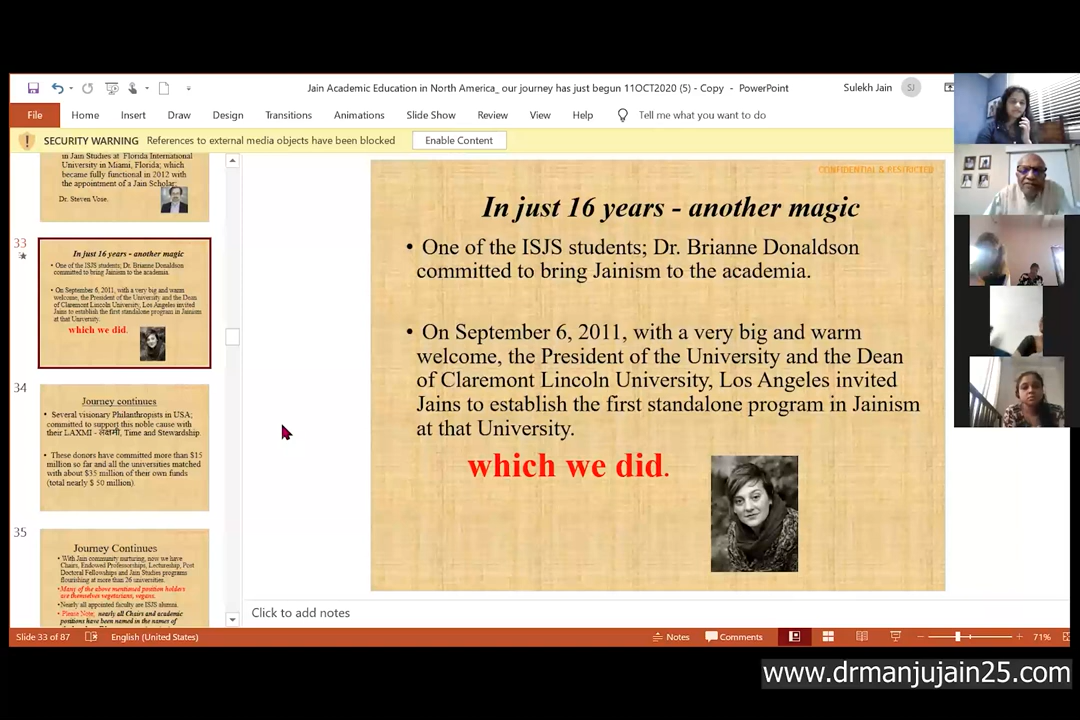 Jain Academic Education in North America_ our journey has just begun 11OCT2020 (5) - Copy - PowerPoint
Sulekh Jain
SJ
File Home Insert Draw Design Transitions Animations Slide Show Review View Help Tell me what you want to do
SECURITY WARNING References to external media objects have been blocked Enable Content
in Jain Studies at Florida International
University in Miami, Florida; which
became fully functional in 2012 with
the appointment of a Jain Scholar;
Dr. Steven Vose.
33
In just 16 years - another magic
One of the ISJS students; Dr. Brianne Donaldson
committed to bring Jainism to the academia.
On September 6, 2011, with a very big and warm
welcome, the President of the University and the Dean
of Claremont Lincoln University, Los Angeles invited
Jains to establish the first standalone program in Jainism
at that University.
which we did.
34
Journey continues
• Several visionary Philanthropists in USA;
committed to support this noble cause with
their LAXMI - लक्ष्मी, Time and Stewardship.
• These donors have committed more than $15
million so far and all the universities matched
with about $35 million of their own funds
(total nearly $ 50 million).
35
Journey Continues
• With Jain community nurturing, now we have
Chairs, Endowed Professorships, Lectureship, Post
Doctoral Fellowships and Jain Studies programs
flourishing at more than 26 universities.
• Many of the above mentioned position holders
are themselves vegetarians, vegans.
• Nearly all appointed faculty are ISJS alumni.
• Please Note; nearly all Chairs and academic
positions have been named in the names of
CONFIDENTIAL & RESTRICTED
In just 16 years - another magic
• One of the ISJS students; Dr. Brianne Donaldson
committed to bring Jainism to the academia.
• On September 6, 2011, with a very big and warm
welcome, the President of the University and the Dean
of Claremont Lincoln University, Los Angeles invited
Jains to establish the first standalone program in Jainism
at that University.
which we did.
Click to add notes
Slide 33 of 87 English (United States) Notes Comments 71%
www.drmanjujain25.com